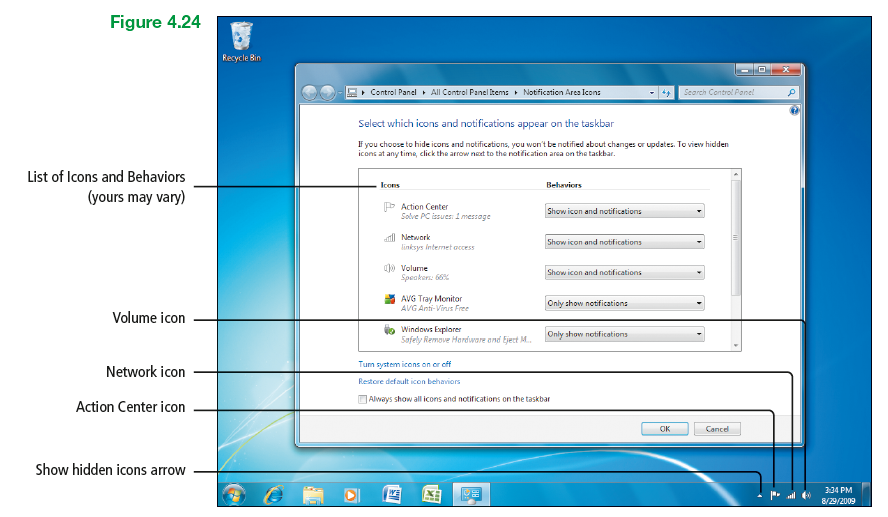 Figure 4.24
Recycle Bin
Control Panel ▸ All Control Panel Items ▸ Notification Area Icons
Search Control Panel
Select which icons and notifications appear on the taskbar
If you choose to hide icons and notifications, you won't be notified about changes or updates. To view hidden
icons at any time, click the arrow next to the notification area on the taskbar.
List of Icons and Behaviors
(yours may vary)
Icons
Behaviors
Action Center
Solve PC issues: 1 message
Show icon and notifications
Network
linksys Internet access
Show icon and notifications
Volume
Speakers: 66%
Show icon and notifications
AVG Tray Monitor
AVG Anti-Virus Free
Only show notifications
Windows Explorer
Safely Remove Hardware and Eject M...
Only show notifications
Volume icon
Turn system icons on or off
Network icon
Restore default icon behaviors
Action Center icon
Always show all icons and notifications on the taskbar
OK
Cancel
Show hidden icons arrow
3:34 PM
8/29/2009